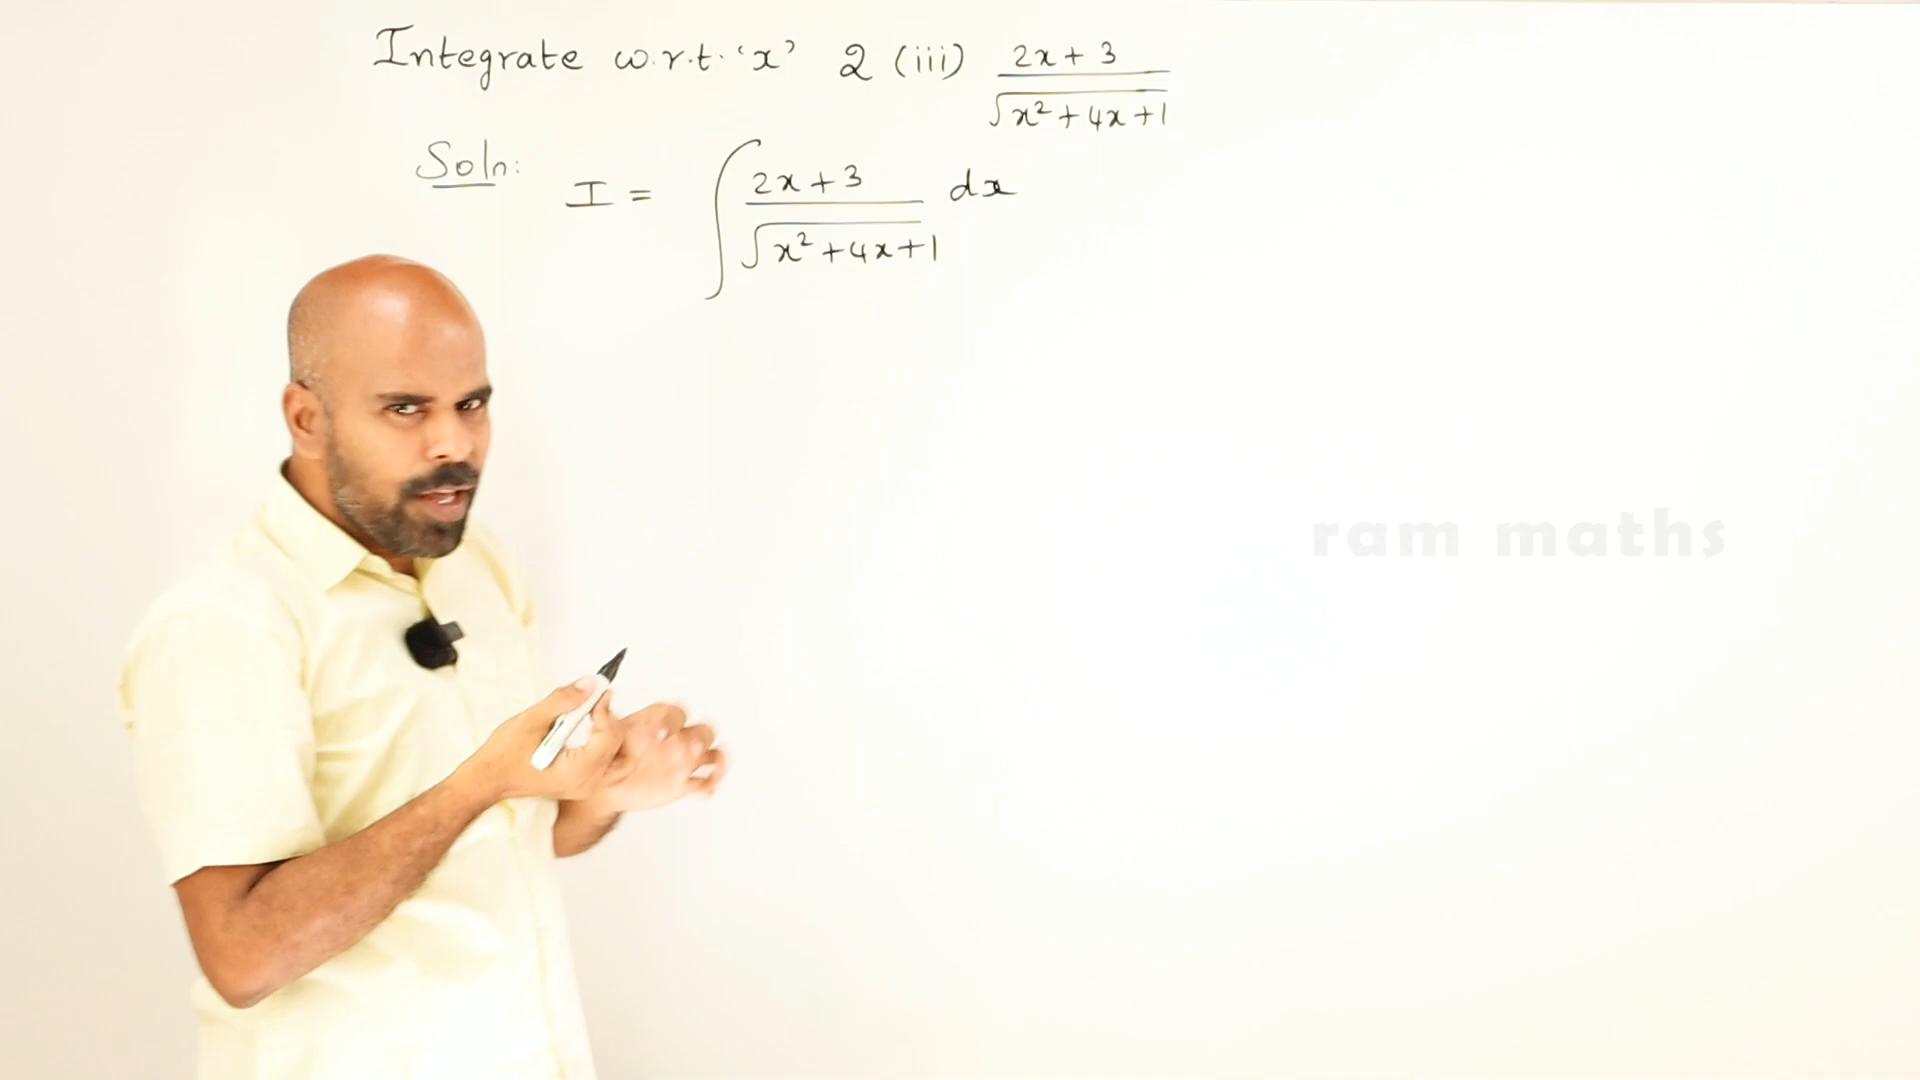 Integrate w.r.t. 'x' 2 (iii) 2x + 3
√x² + 4x + 1
Soln: I = ∫ 2x + 3 dx
√x² + 4x + 1
ram maths